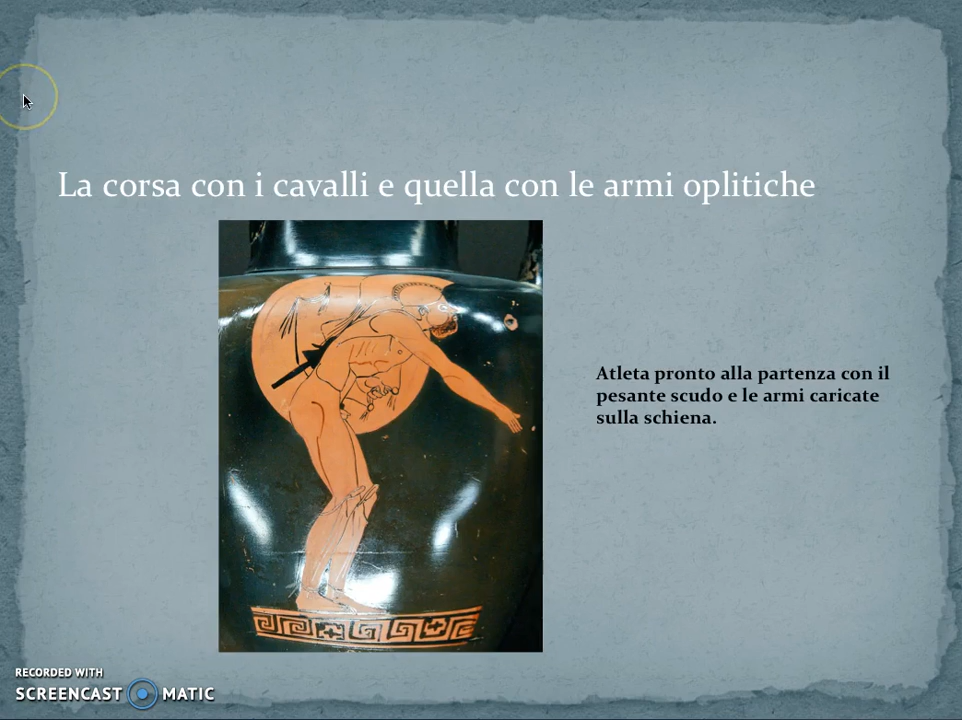 La corsa con i cavalli e quella con le armi oplitiche
Atleta pronto alla partenza con il
pesante scudo e le armi caricate
sulla schiena.
RECORDED WITH
SCREENCAST MATIC